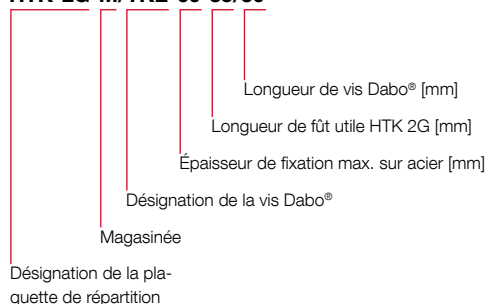 Longueur de vis Dabo® [mm]
Longueur de fût utile HTK 2G [mm]
Épaisseur de fixation max. sur acier [mm]
Désignation de la vis Dabo®
Magasinée
Désignation de la pla-
quette de répartition